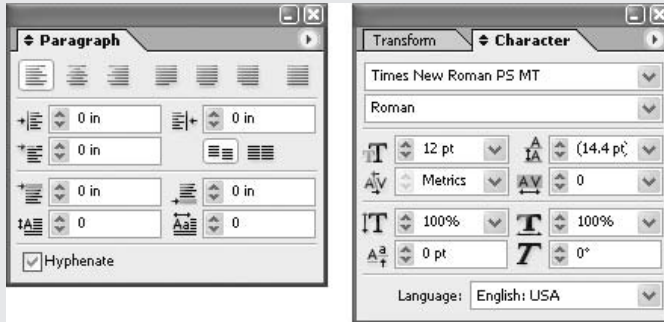 Paragraph
0 in
0 in
0 in
0 in
0 in
0
0
Hyphenate
Transform
Character
Times New Roman PS MT
Roman
12 pt
(14.4 pt)
Metrics
0
100%
100%
0 pt
0°
Language: English: USA